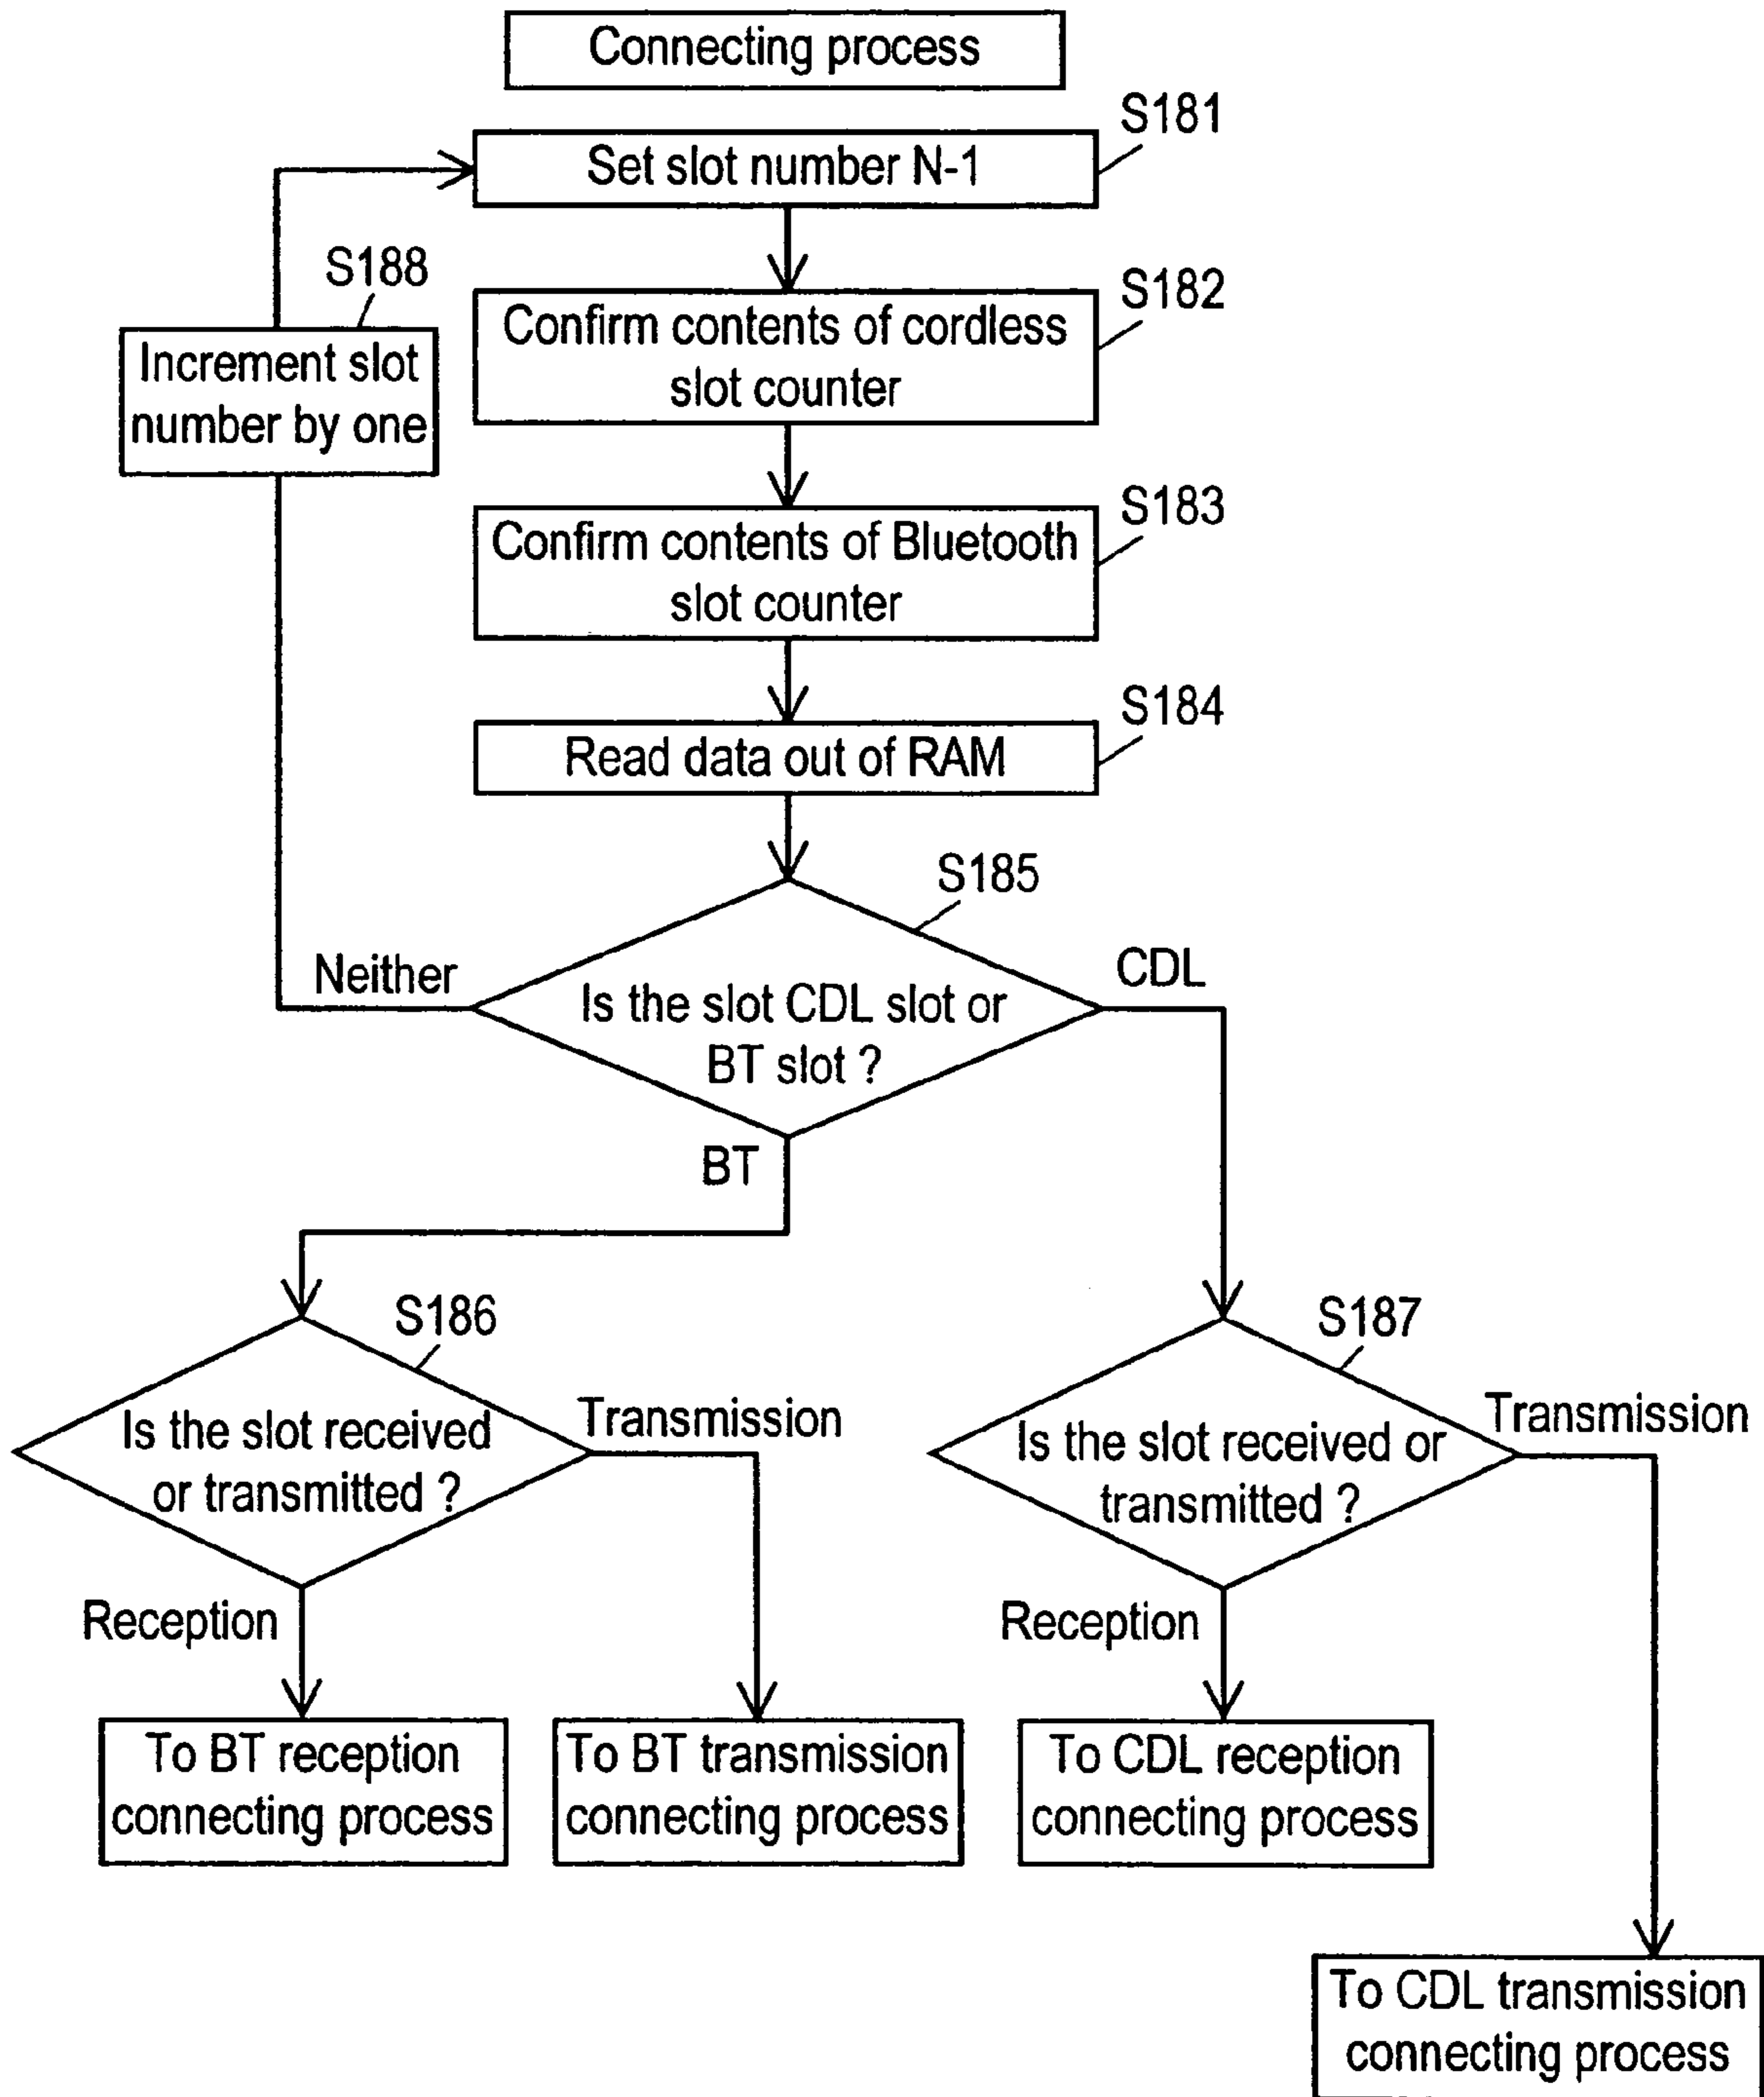 Connecting process
S181
Set slot number N-1
S188
S182
Increment slot
number by one
Confirm contents of cordless
slot counter
S183
Confirm contents of Bluetooth
slot counter
S184
Read data out of RAM
S185
Neither
CDL
Is the slot CDL slot or
BT slot ?
BT
S186
S187
Is the slot received
or transmitted ?
Transmission
Is the slot received or
transmitted ?
Transmission
Reception
Reception
To BT reception
connecting process
To BT transmission
connecting process
To CDL reception
connecting process
To CDL transmission
connecting process